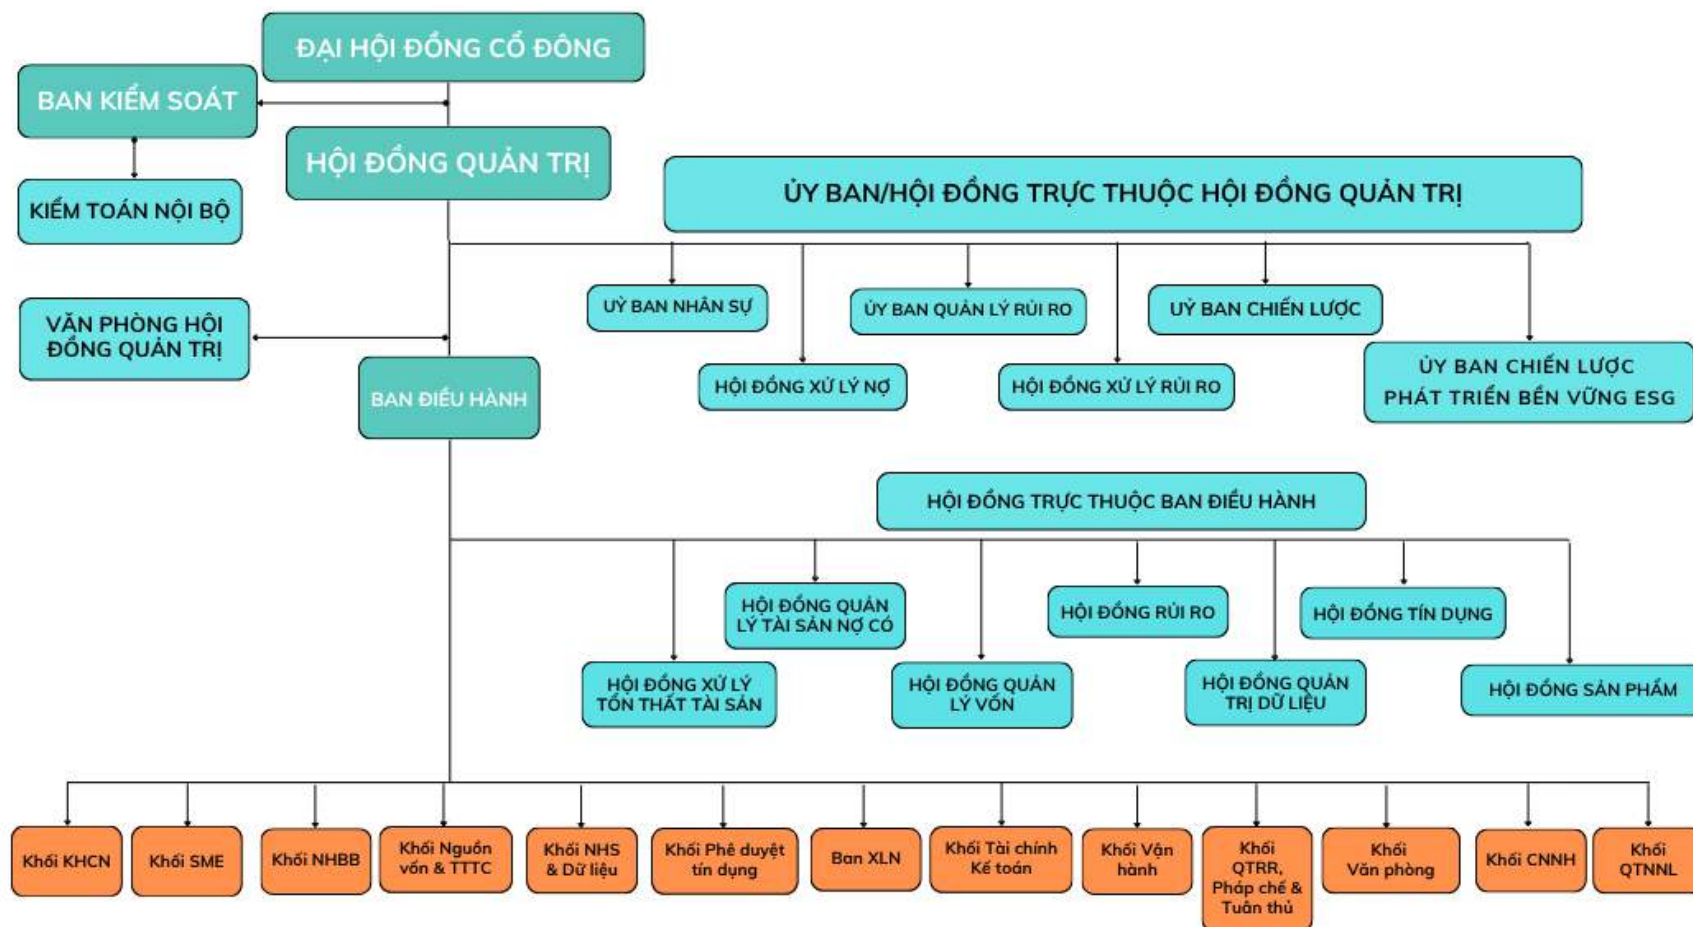 ĐẠI HỘI ĐỒNG CỔ ĐÔNG
BAN KIỂM SOÁT
HỘI ĐỒNG QUẢN TRỊ
ỦY BAN/HỘI ĐỒNG TRỰC THUỘC HỘI ĐỒNG QUẢN TRỊ
KIỂM TOÁN NỘI BỘ
UỶ BAN NHÂN SỰ
ỦY BAN QUẢN LÝ RỦI RO
UỶ BAN CHIẾN LƯỢC
VĂN PHÒNG HỘI
ĐỒNG QUẢN TRỊ
HỘI ĐỒNG XỬ LÝ NỢ
HỘI ĐỒNG XỬ LÝ RỦI RO
ỦY BAN CHIẾN LƯỢC
PHÁT TRIỂN BỀN VỮNG ESG
BAN ĐIỀU HÀNH
HỘI ĐỒNG TRỰC THUỘC BAN ĐIỀU HÀNH
HỘI ĐỒNG QUẢN
LÝ TÀI SẢN NỢ CÓ
HỘI ĐỒNG RỦI RO
HỘI ĐỒNG TÍN DỤNG
HỘI ĐỒNG XỬ LÝ
TỔN THẤT TÀI SẢN
HỘI ĐỒNG QUẢN
LÝ VỐN
HỘI ĐỒNG QUẢN
TRỊ DỮ LIỆU
HỘI ĐỒNG SẢN PHẨM
Khối KHCN
Khối SME
Khối NHBB
Khối Nguồn
vốn & TTTC
Khối NHS
& Dữ liệu
Khối Phê duyệt
tín dụng
Ban XLN
Khối Tài chính
Kế toán
Khối Vận
hành
Khối
QTRR,
Pháp chế &
Tuân thủ
Khối
Văn phòng
Khối CNNH
Khối
QTNNL